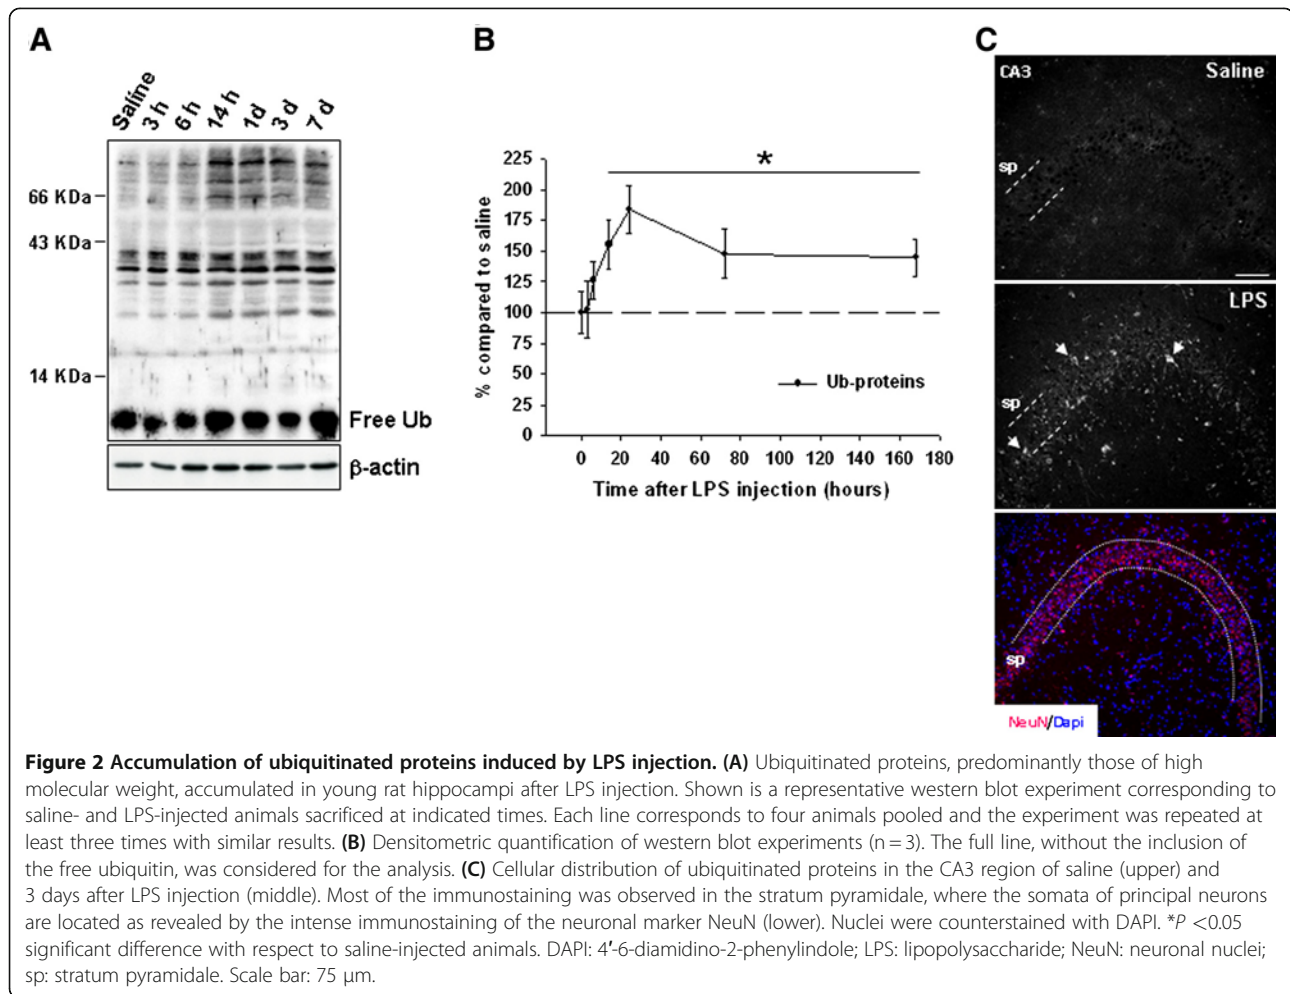 A
Saline 3 h 6 h 14 h 1 d 3 d 7 d
66 KDa
43 KDa
14 KDa
Free Ub
β-actin
B
% compared to saline
225
200
175
150
125
100
75
50
25
0
*
Ub-proteins
0 20 40 60 80 100 120 140 160 180
Time after LPS injection (hours)
C
CA3 Saline
sp
LPS
sp
sp
NeuN/Dapi
Figure 2 Accumulation of ubiquitinated proteins induced by LPS injection. (A) Ubiquitinated proteins, predominantly those of high
molecular weight, accumulated in young rat hippocampi after LPS injection. Shown is a representative western blot experiment corresponding to
saline- and LPS-injected animals sacrificed at indicated times. Each line corresponds to four animals pooled and the experiment was repeated at
least three times with similar results. (B) Densitometric quantification of western blot experiments (n = 3). The full line, without the inclusion of
the free ubiquitin, was considered for the analysis. (C) Cellular distribution of ubiquitinated proteins in the CA3 region of saline (upper) and
3 days after LPS injection (middle). Most of the immunostaining was observed in the stratum pyramidale, where the somata of principal neurons
are located as revealed by the intense immunostaining of the neuronal marker NeuN (lower). Nuclei were counterstained with DAPI. *P <0.05
significant difference with respect to saline-injected animals. DAPI: 4′-6-diamidino-2-phenylindole; LPS: lipopolysaccharide; NeuN: neuronal nuclei;
sp: stratum pyramidale. Scale bar: 75 μm.